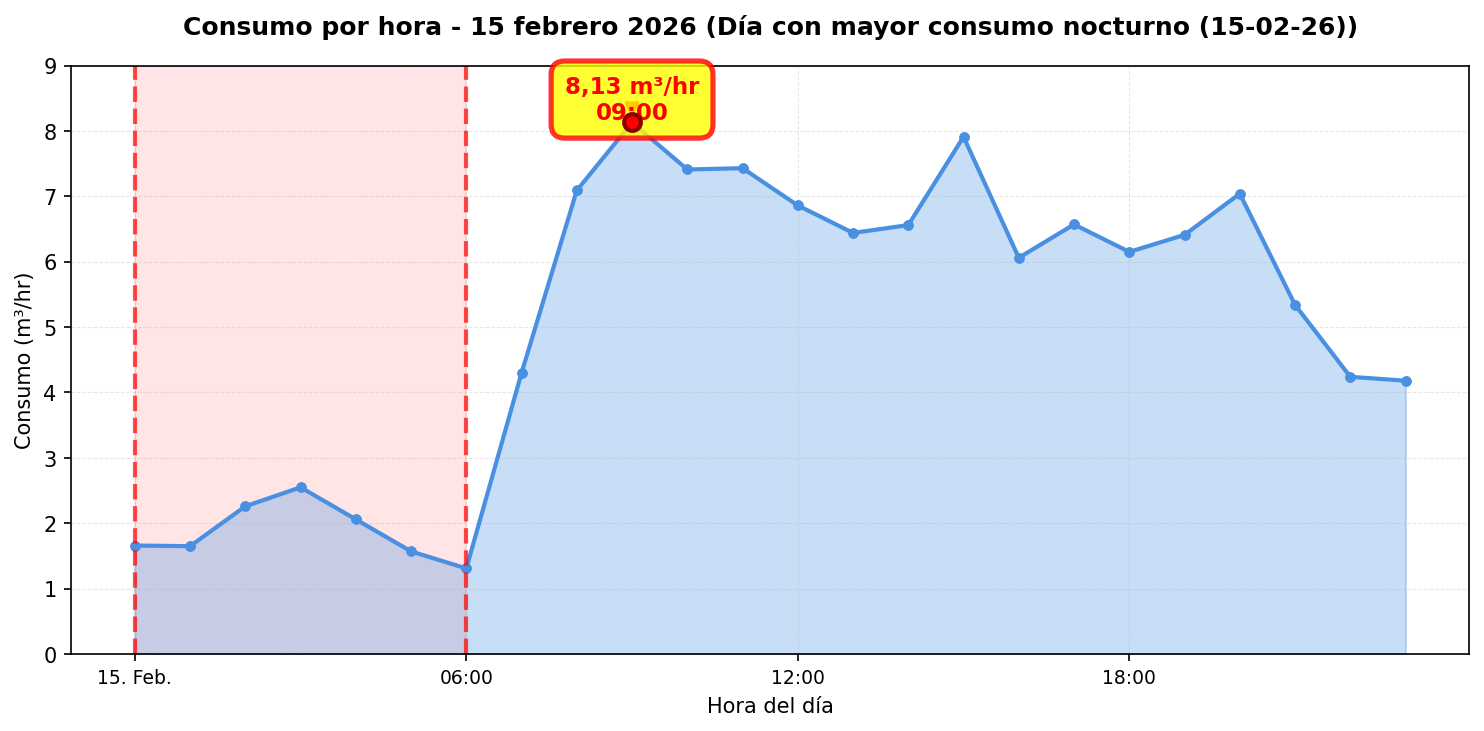 Consumo por hora - 15 febrero 2026 (Día con mayor consumo nocturno (15-02-26))
8,13 m³/hr
09:00
Consumo (m³/hr)
9
8
7
6
5
4
3
2
1
0
15. Feb.
06:00
12:00
18:00
Hora del día